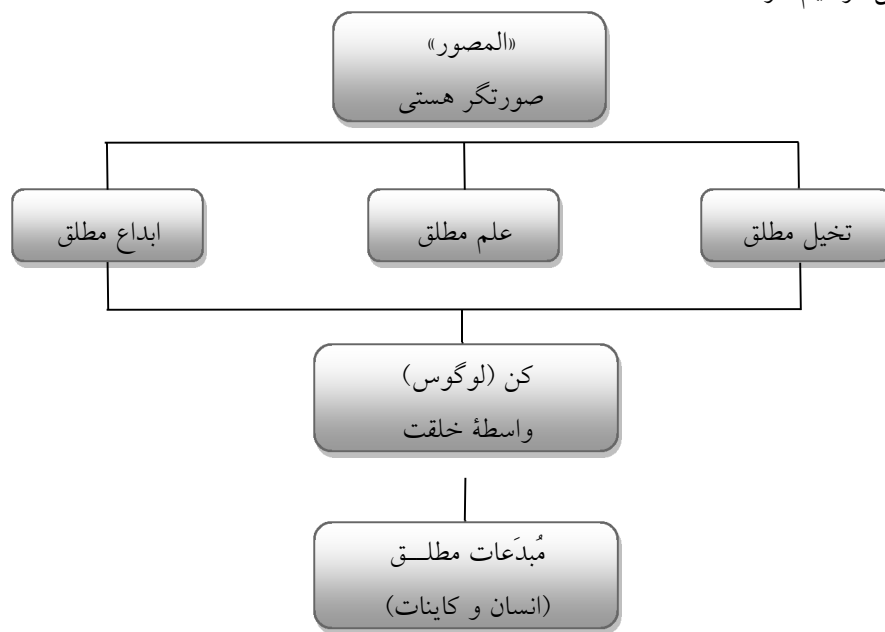 «المصور»
صورتگر هستی
تخیل مطلق
علم مطلق
ابداع مطلق
کن (لوگوس)
واسطهٔ خلقت
مُبدَعات مطلــق
(انسان و کاینات)